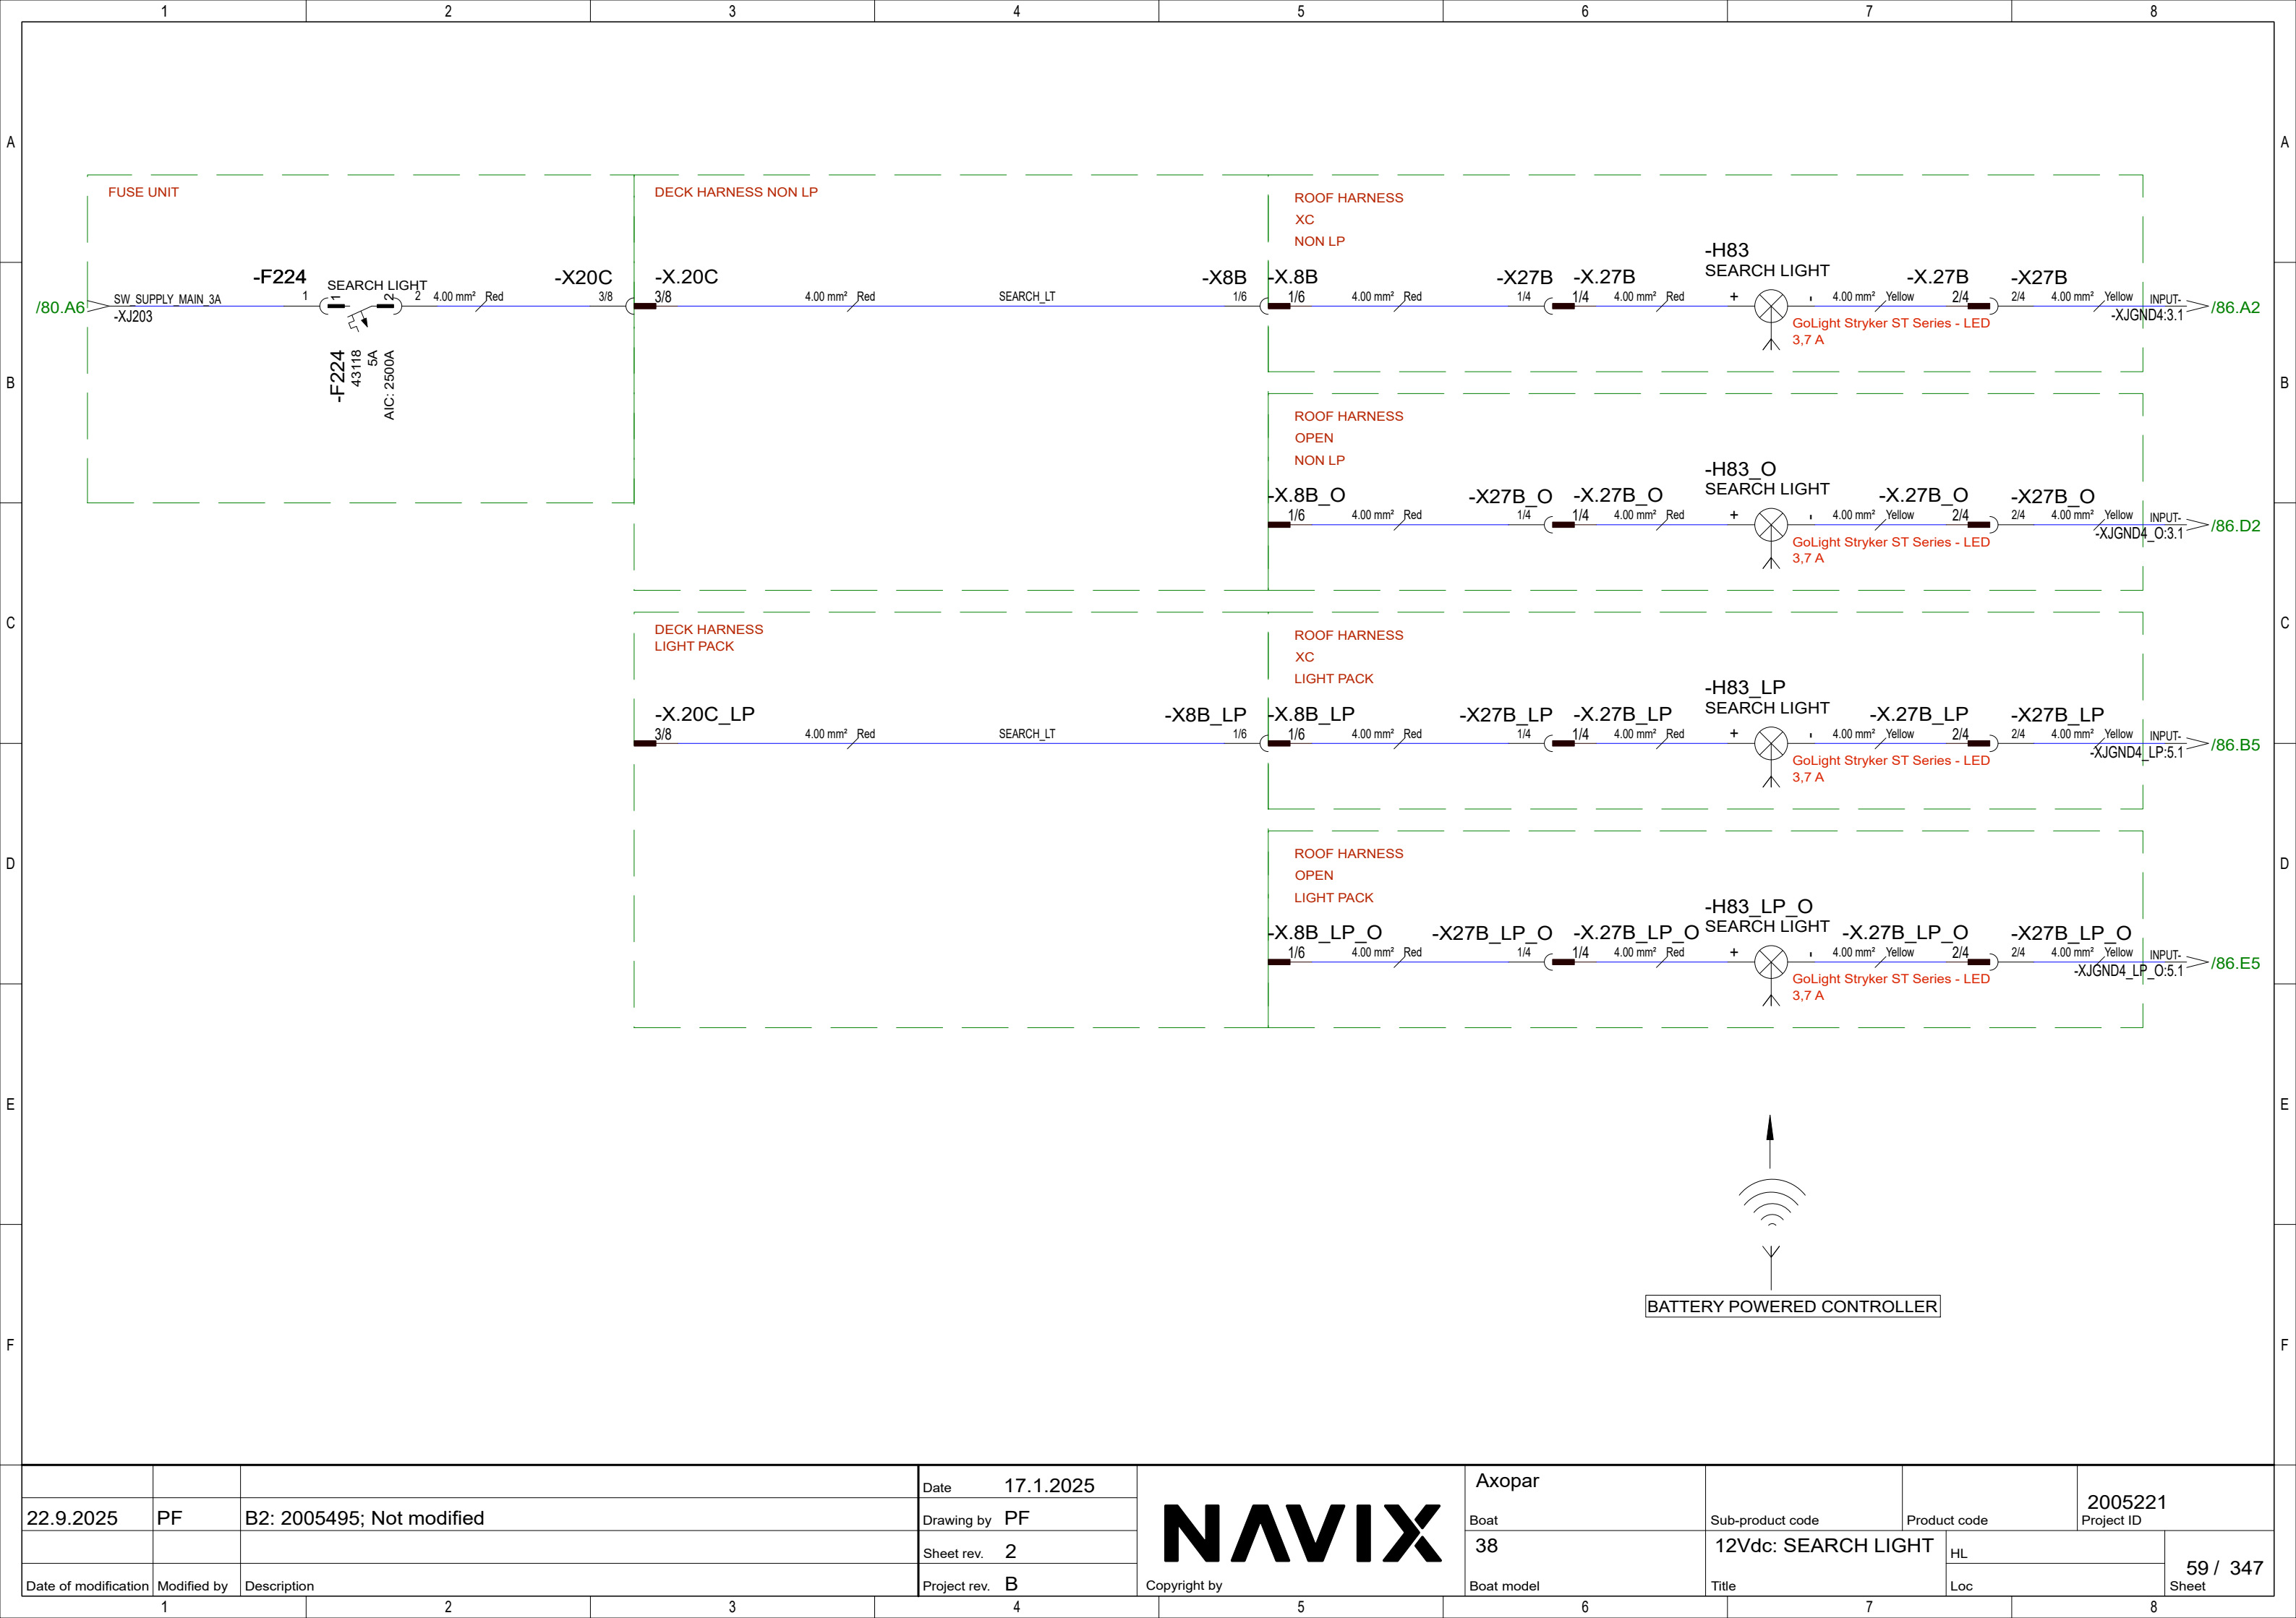 1 2 3 4 5 6 7 8
A A
FUSE UNIT
DECK HARNESS NON LP
ROOF HARNESS
XC
NON LP
/80.A6
SW_SUPPLY_MAIN_3A
-XJ203
-F224
1
SEARCH LIGHT
1
2
2
4.00 mm² Red
-X20C
3/8
-F224
43118
5A
AIC: 2500A
-X.20C
3/8
4.00 mm² Red
SEARCH_LT
-X8B
1/6
-X.8B
1/6
4.00 mm² Red
-X27B
1/4
-X.27B
1/4
4.00 mm² Red
-H83
SEARCH LIGHT
+
-
GoLight Stryker ST Series - LED
3,7 A
4.00 mm² Yellow
-X.27B
2/4
-X27B
2/4
4.00 mm² Yellow
INPUT-
-XJGND4:3.1
/86.A2
B B
ROOF HARNESS
OPEN
NON LP
-X.8B_O
1/6
4.00 mm² Red
-X27B_O
1/4
-X.27B_O
1/4
4.00 mm² Red
-H83_O
SEARCH LIGHT
+
-
GoLight Stryker ST Series - LED
3,7 A
4.00 mm² Yellow
-X.27B_O
2/4
-X27B_O
2/4
4.00 mm² Yellow
INPUT-
-XJGND4_O:3.1
/86.D2
C C
DECK HARNESS
LIGHT PACK
ROOF HARNESS
XC
LIGHT PACK
-X.20C_LP
3/8
4.00 mm² Red
SEARCH_LT
-X8B_LP
1/6
-X.8B_LP
1/6
4.00 mm² Red
-X27B_LP
1/4
-X.27B_LP
1/4
4.00 mm² Red
-H83_LP
SEARCH LIGHT
+
-
GoLight Stryker ST Series - LED
3,7 A
4.00 mm² Yellow
-X.27B_LP
2/4
-X27B_LP
2/4
4.00 mm² Yellow
INPUT-
-XJGND4_LP:5.1
/86.B5
D D
ROOF HARNESS
OPEN
LIGHT PACK
-X.8B_LP_O
1/6
4.00 mm² Red
-X27B_LP_O
1/4
-X.27B_LP_O
1/4
4.00 mm² Red
-H83_LP_O
SEARCH LIGHT
+
-
GoLight Stryker ST Series - LED
3,7 A
4.00 mm² Yellow
-X.27B_LP_O
2/4
-X27B_LP_O
2/4
4.00 mm² Yellow
INPUT-
-XJGND4_LP_O:5.1
/86.E5
E E
BATTERY POWERED CONTROLLER
F F
22.9.2025 PF B2: 2005495; Not modified
Date of modification Modified by Description
Date 17.1.2025
Drawing by PF
Sheet rev. 2
Project rev. B
NAVIX
Copyright by
Axopar
Boat
38
Boat model
Sub-product code
Product code
2005221
Project ID
12Vdc: SEARCH LIGHT
Title
HL
Loc
59 / 347
Sheet
1 2 3 4 5 6 7 8